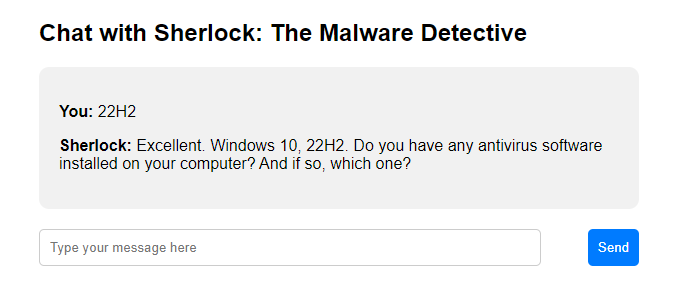 Chat with Sherlock: The Malware Detective
You: 22H2
Sherlock: Excellent. Windows 10, 22H2. Do you have any antivirus software
installed on your computer? And if so, which one?
Type your message here
Send